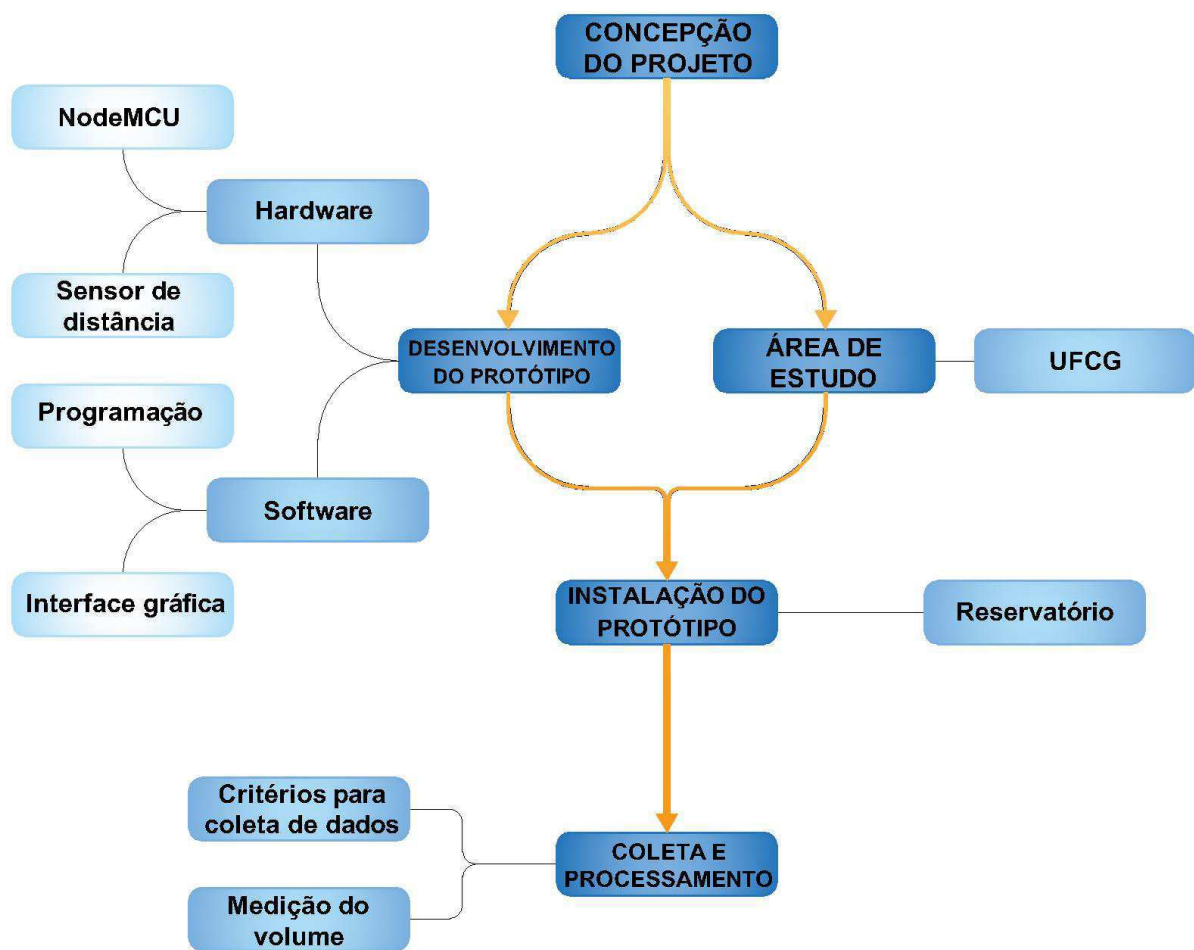 CONCEPÇÃO
DO PROJETO
NodeMCU
Hardware
Sensor de
distância
DESENVOLVIMENTO
DO PROTÓTIPO
ÁREA DE
ESTUDO
UFCG
Programação
Software
Interface gráfica
INSTALAÇÃO DO
PROTÓTIPO
Reservatório
Critérios para
coleta de dados
COLETA E
PROCESSAMENTO
Medição do
volume